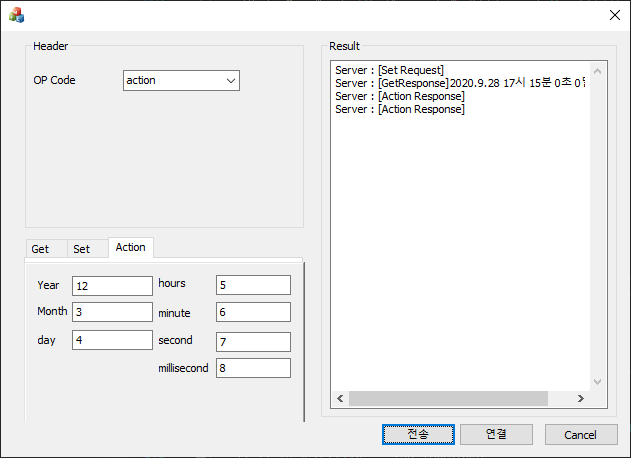 Header
OP Code
action
Get
Set
Action
Year
12
hours
5
Month
3
minute
6
day
4
second
7
millisecond
8
Result
Server : [Set Request]
Server : [GetResponse]2020.9.28 17시 15분 0초 0
Server : [Action Response]
Server : [Action Response]
전송
연결
Cancel